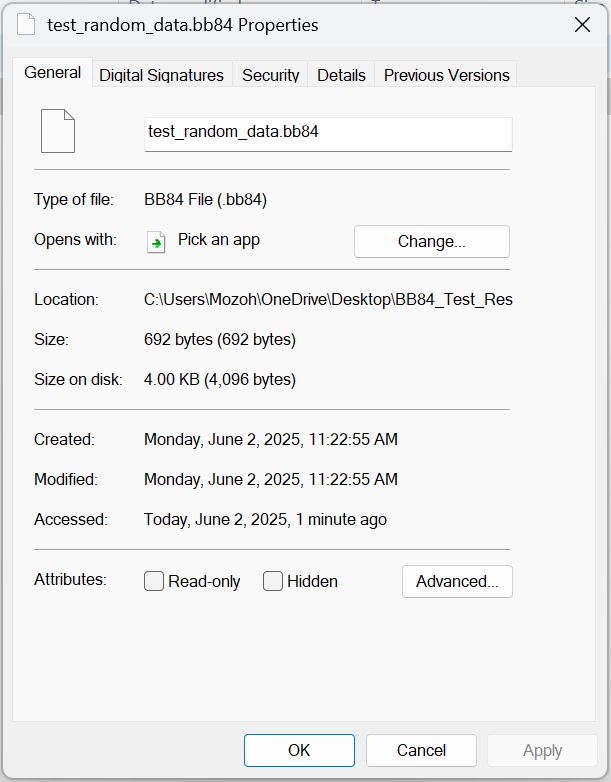 test_random_data.bb84 Properties
General Digital Signatures Security Details Previous Versions
test_random_data.bb84
Type of file: BB84 File (.bb84)
Opens with: Pick an app Change...
Location: C:\Users\Mozoh\OneDrive\Desktop\BB84_Test_Res
Size: 692 bytes (692 bytes)
Size on disk: 4.00 KB (4,096 bytes)
Created: Monday, June 2, 2025, 11:22:55 AM
Modified: Monday, June 2, 2025, 11:22:55 AM
Accessed: Today, June 2, 2025, 1 minute ago
Attributes: Read-only Hidden Advanced...
OK Cancel Apply